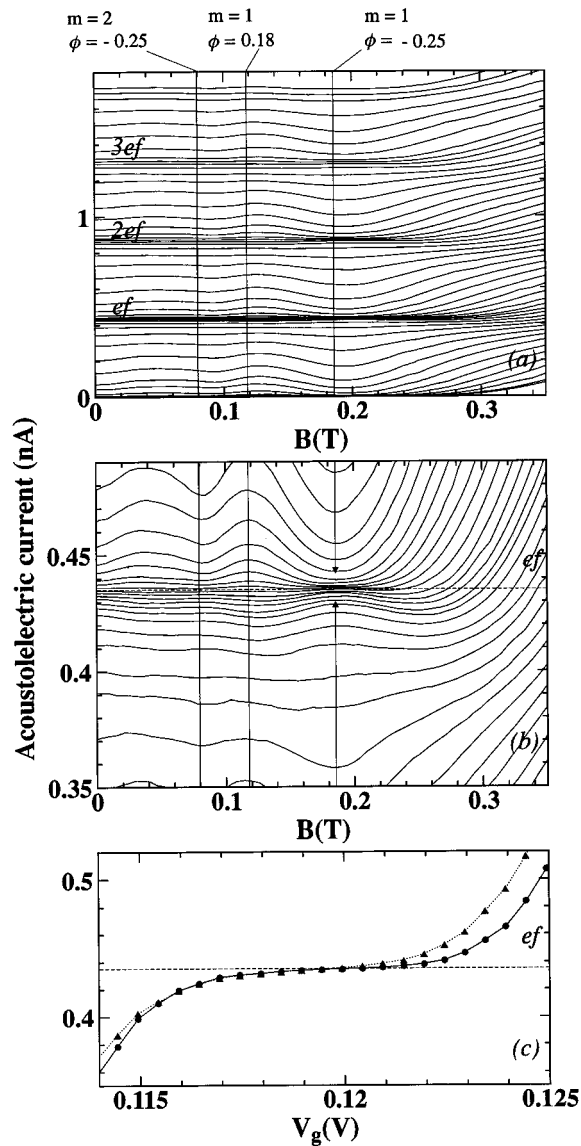 m = 2 m = 1 m = 1
ϕ = - 0.25 ϕ = 0.18 ϕ = - 0.25
3ef
2ef
1
ef
(a)
0
0 0.1 0.2 0.3
B(T)
Acoustolelectric current (nA)
0.45
ef
0.4
(b)
0.35
0 0.1 0.2 0.3
B(T)
0.5
ef
0.4
(c)
0.115 0.12 0.125
Vg(V)